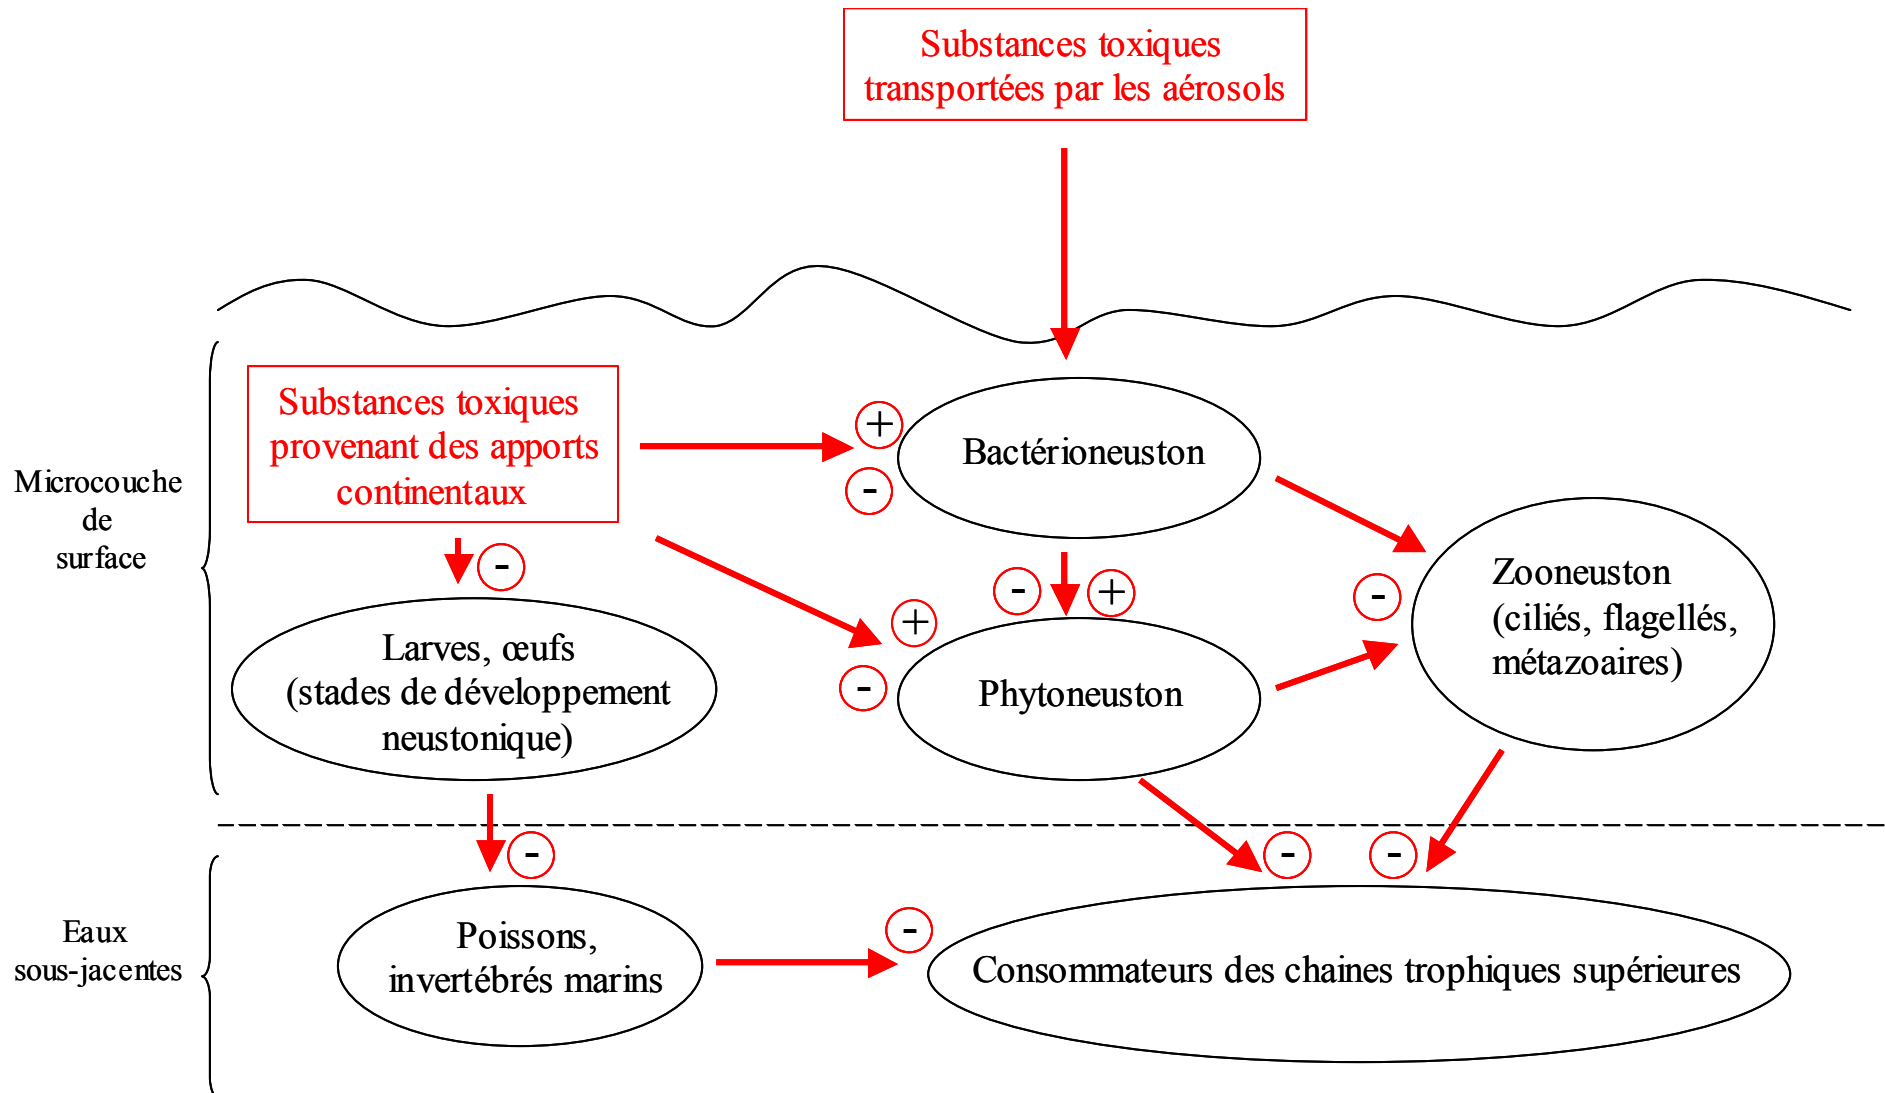 Substances toxiques
transportées par les aérosols
Substances toxiques
provenant des apports
continentaux
+
-
Bactérioneuston
Microcouche
de
surface
-
-
+
Zooneuston
(ciliés, flagellés,
métazoaires)
-
+
-
Larves, œufs
(stades de développement
neustonique)
Phytoneuston
-
-
-
Eaux
sous-jacentes
Poissons,
invertébrés marins
-
Consommateurs des chaines trophiques supérieures